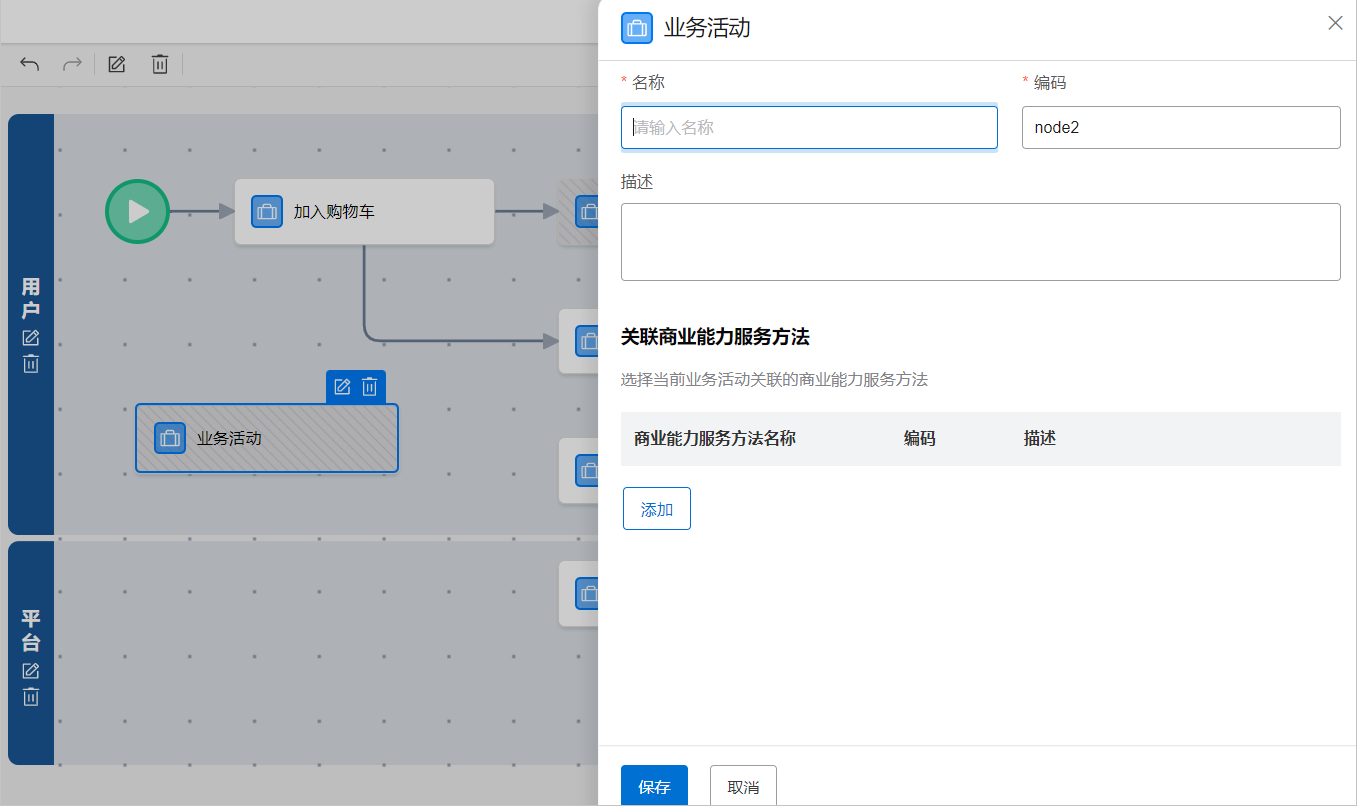 业务活动
* 名称
* 编码
请输入名称
node2
描述
关联商业能力服务方法
选择当前业务活动关联的商业能力服务方法
商业能力服务方法名称 编码 描述
添加
保存 取消
用户
加入购物车
业务活动
平台